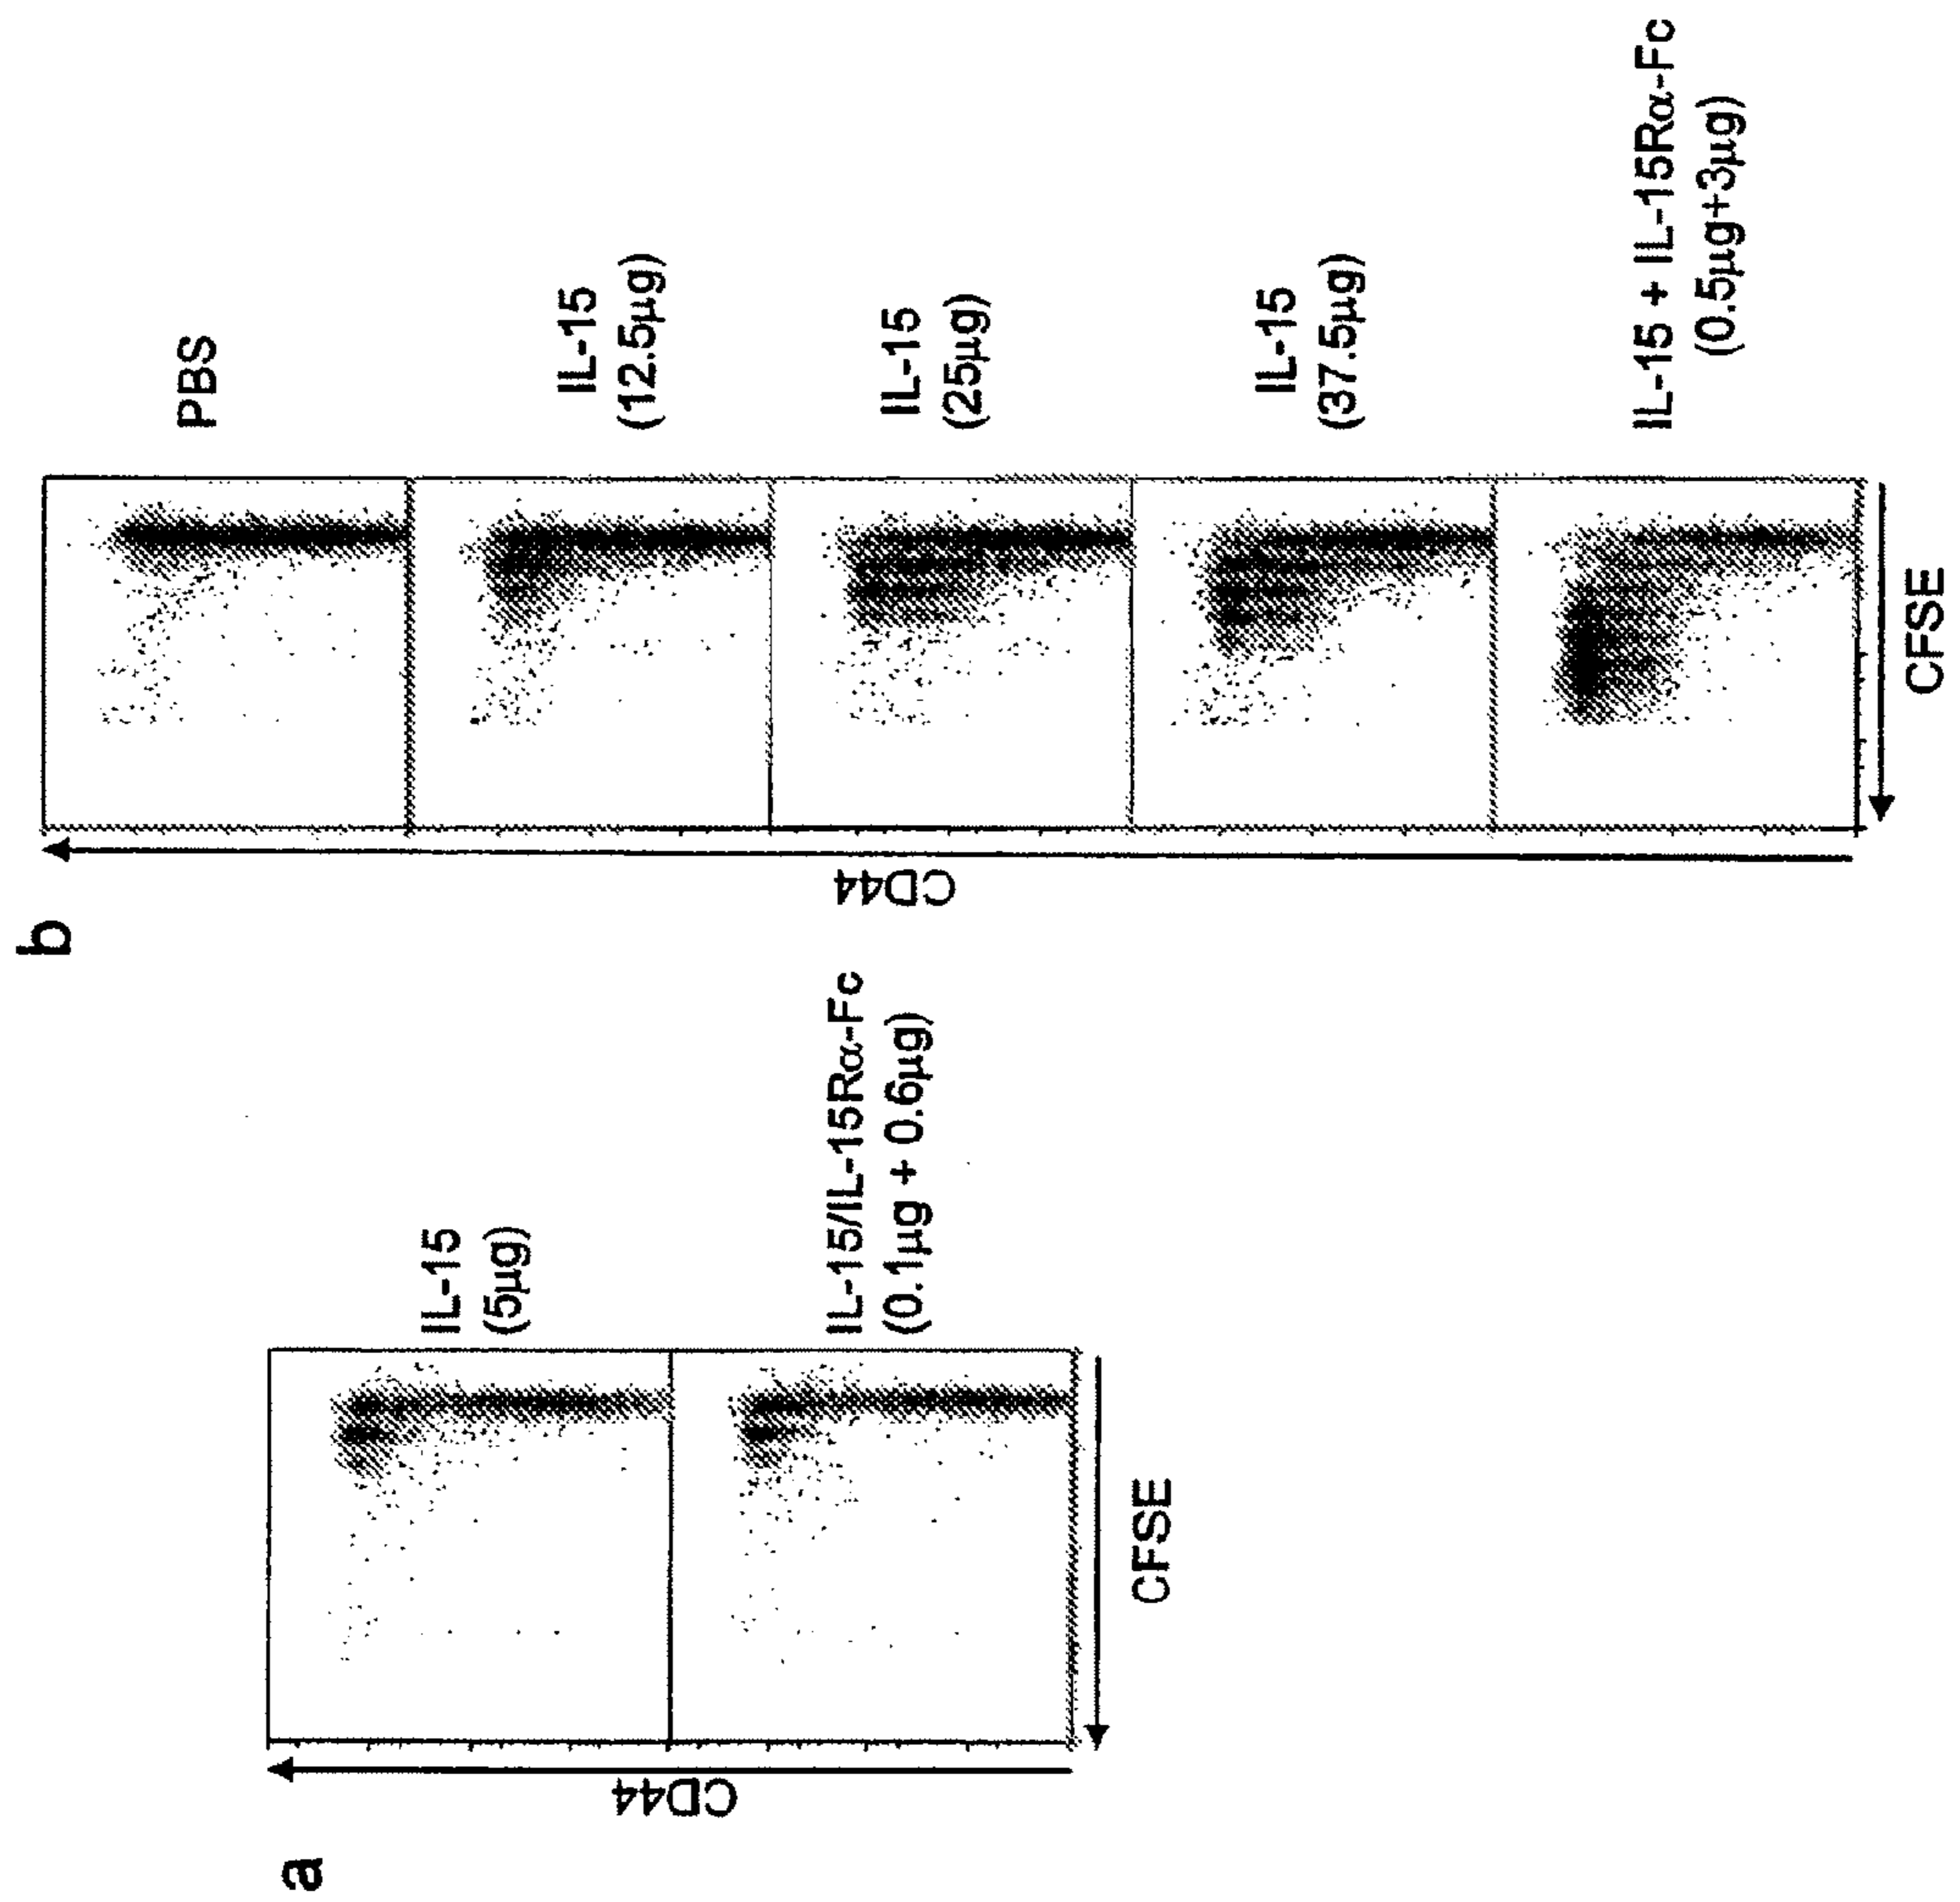 a
CD44
IL-15
(5μg)
IL-15/IL-15Rα-Fc
(0.1μg + 0.6μg)
CFSE
b
CD44
PBS
IL-15
(12.5μg)
IL-15
(25μg)
IL-15
(37.5μg)
IL-15 + IL-15Rα-Fc
(0.5μg+3μg)
CFSE